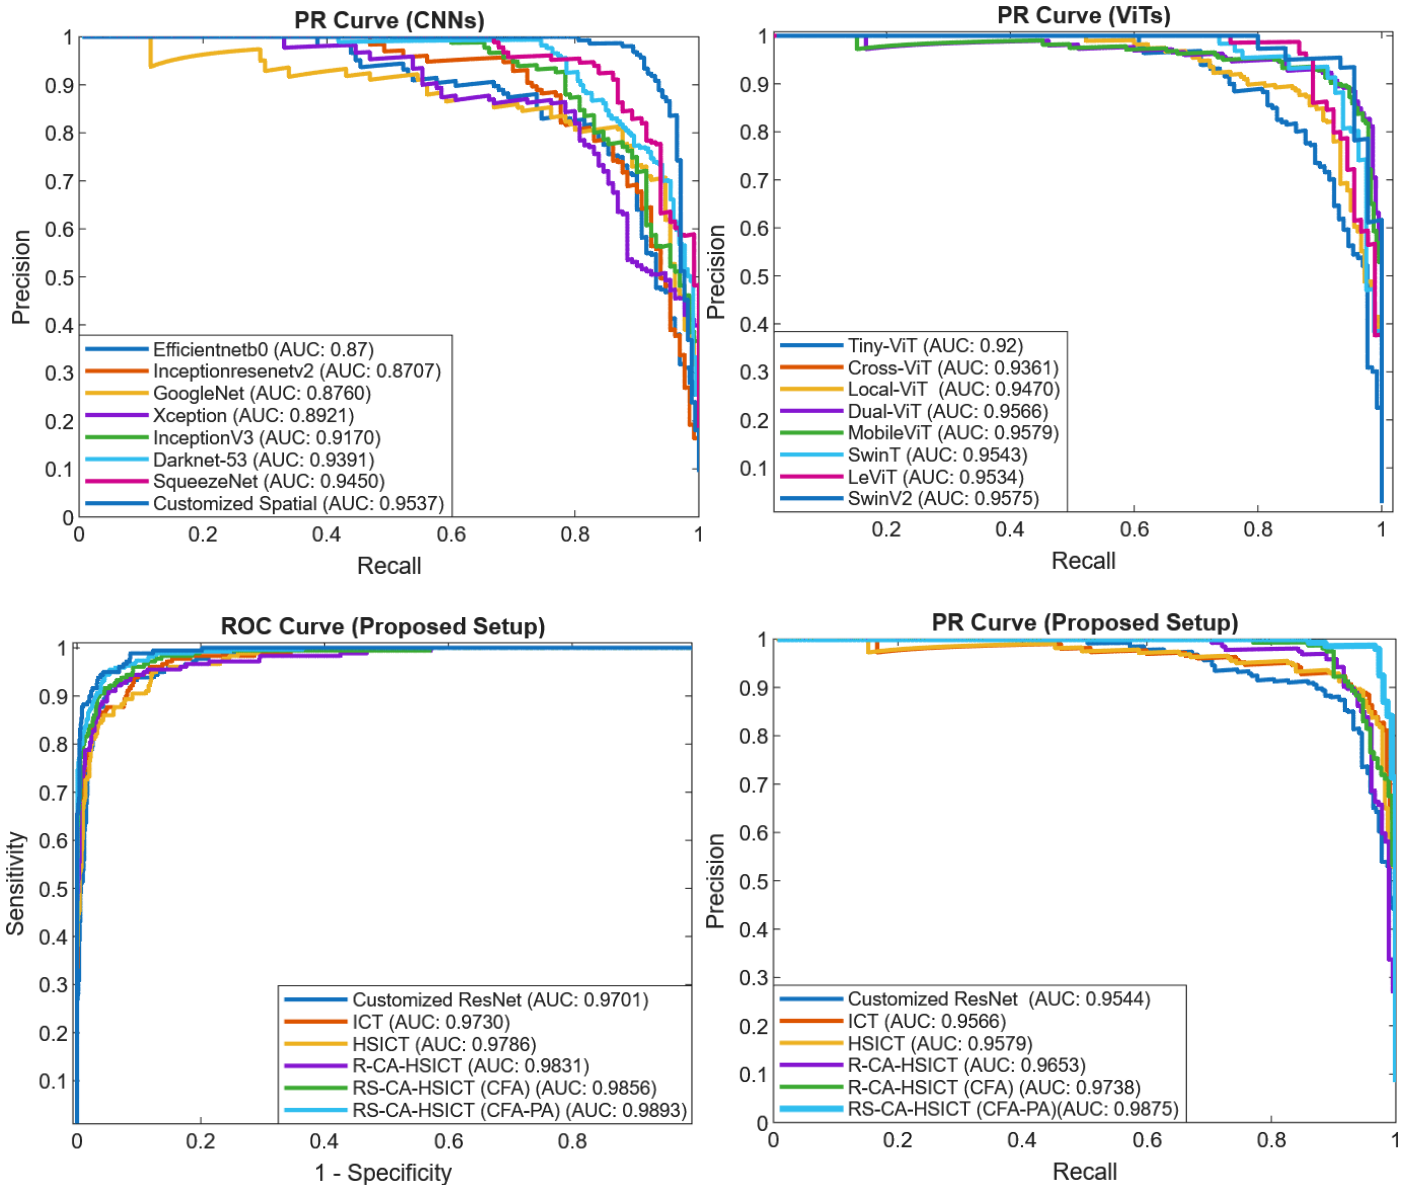 PR Curve (CNNs)
1
0.9
0.8
0.7
0.6
0.5
0.4
0.3
0.2
0.1
0
Precision
Efficientnetb0 (AUC: 0.87)
Inceptionresenetv2 (AUC: 0.8707)
GoogleNet (AUC: 0.8760)
Xception (AUC: 0.8921)
InceptionV3 (AUC: 0.9170)
Darknet-53 (AUC: 0.9391)
SqueezeNet (AUC: 0.9450)
Customized Spatial (AUC: 0.9537)
0 0.2 0.4 0.6 0.8 1
Recall
PR Curve (ViTs)
1
0.9
0.8
0.7
0.6
0.5
0.4
0.3
0.2
0.1
Precision
Tiny-ViT (AUC: 0.92)
Cross-ViT (AUC: 0.9361)
Local-ViT (AUC: 0.9470)
Dual-ViT (AUC: 0.9566)
MobileViT (AUC: 0.9579)
SwinT (AUC: 0.9543)
LeViT (AUC: 0.9534)
SwinV2 (AUC: 0.9575)
0.2 0.4 0.6 0.8 1
Recall
ROC Curve (Proposed Setup)
1
0.9
0.8
0.7
0.6
0.5
0.4
0.3
0.2
0.1
Sensitivity
Customized ResNet (AUC: 0.9701)
ICT (AUC: 0.9730)
HSICT (AUC: 0.9786)
R-CA-HSICT (AUC: 0.9831)
RS-CA-HSICT (CFA) (AUC: 0.9856)
RS-CA-HSICT (CFA-PA) (AUC: 0.9893)
0 0.2 0.4 0.6 0.8
1 - Specificity
PR Curve (Proposed Setup)
1
0.9
0.8
0.7
0.6
0.5
0.4
0.3
0.2
0.1
0
Precision
Customized ResNet (AUC: 0.9544)
ICT (AUC: 0.9566)
HSICT (AUC: 0.9579)
R-CA-HSICT (AUC: 0.9653)
R-CA-HSICT (CFA) (AUC: 0.9738)
RS-CA-HSICT (CFA-PA)(AUC: 0.9875)
0 0.2 0.4 0.6 0.8 1
Recall